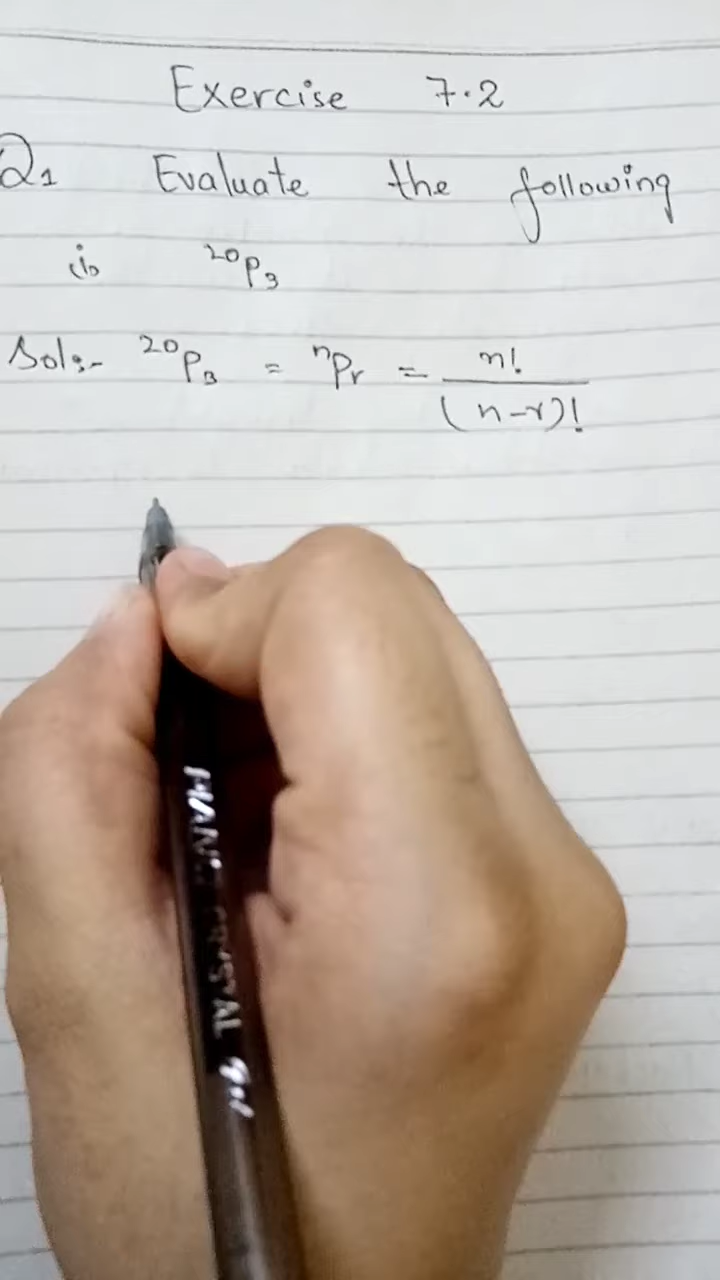 Exercise 7.2
Q1 Evaluate the following
(i) ²⁰P₃
Sol:- ²⁰P₃ = ⁿPr = n! / (n-r)!